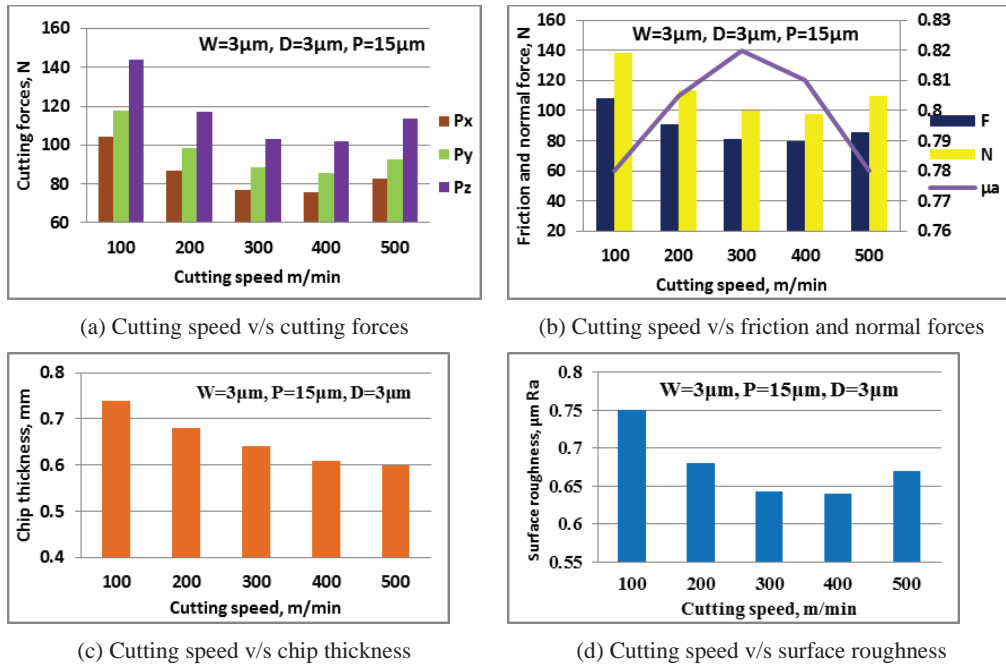 160
140
120
100
80
60
Cutting forces, N
W=3µm, D=3µm, P=15µm
Px
Py
Pz
100 200 300 400 500
Cutting speed m/min
(a) Cutting speed v/s cutting forces
160
140
120
100
80
60
40
20
Friction and normal force, N
W=3µm, D=3µm, P=15µm
0.83
0.82
0.81
0.8
0.79
0.78
0.77
0.76
F
N
µa
100 200 300 400 500
Cutting speed, m/min
(b) Cutting speed v/s friction and normal forces
0.8
0.7
0.6
0.5
0.4
Chip thickness, mm
W=3µm, P=15µm, D=3µm
100 200 300 400 500
Cutting speed, m/min
(c) Cutting speed v/s chip thickness
0.8
0.75
0.7
0.65
0.6
0.55
Surface roughness, µm Ra
W=3µm, P=15µm, D=3µm
100 200 300 400 500
Cutting speed, m/min
(d) Cutting speed v/s surface roughness